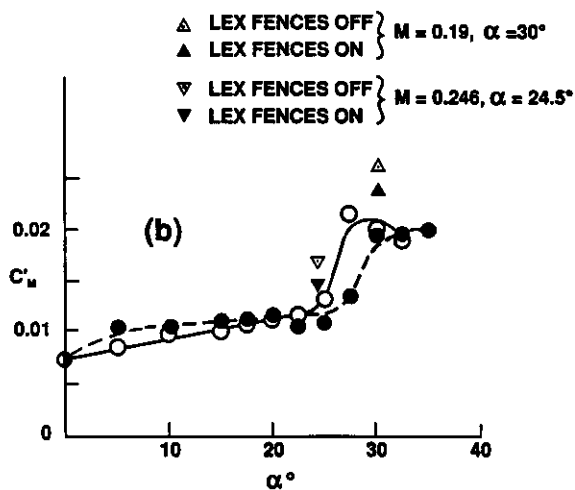 LEX FENCES OFF
LEX FENCES ON
M = 0.19, α =30°
LEX FENCES OFF
LEX FENCES ON
M = 0.246, α = 24.5°
(b)
0.02
C'M
0.01
0
10
20
30
40
α°